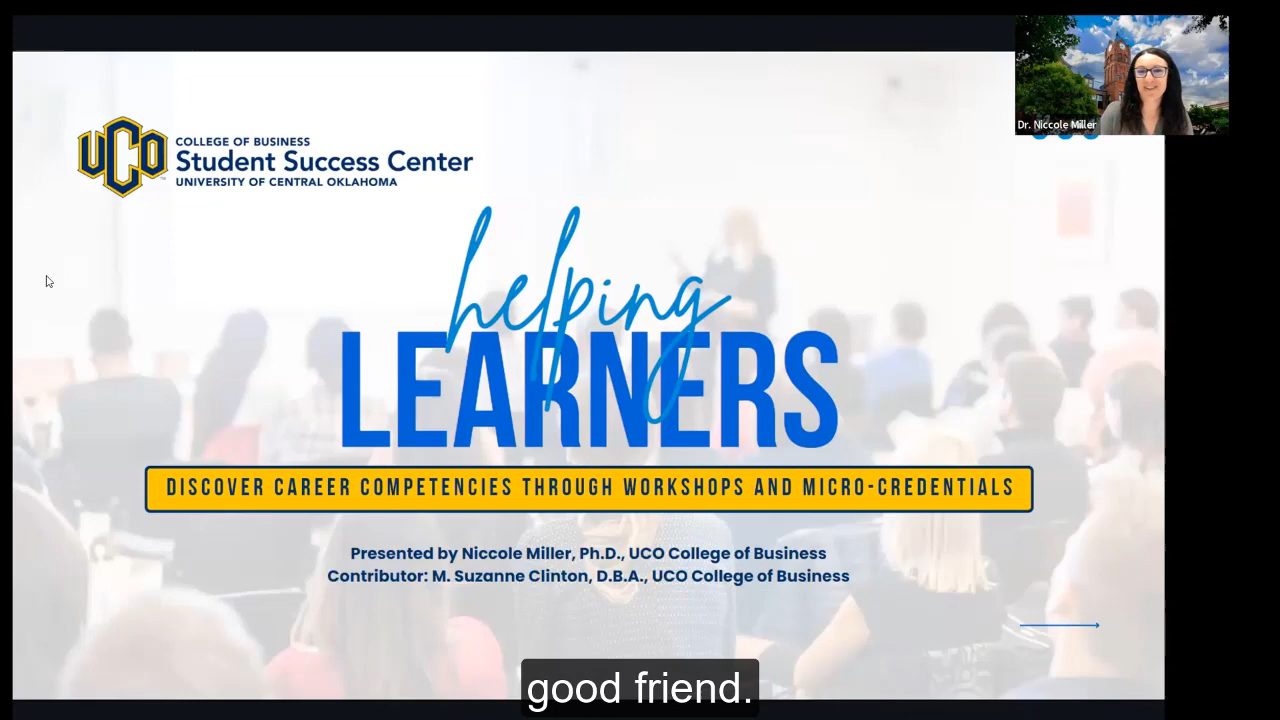 Dr. Niccole Miller
UCO
COLLEGE OF BUSINESS
Student Success Center
UNIVERSITY OF CENTRAL OKLAHOMA
helping
LEARNERS
DISCOVER CAREER COMPETENCIES THROUGH WORKSHOPS AND MICRO-CREDENTIALS
Presented by Niccole Miller, Ph.D., UCO College of Business
Contributor: M. Suzanne Clinton, D.B.A., UCO College of Business
good friend.